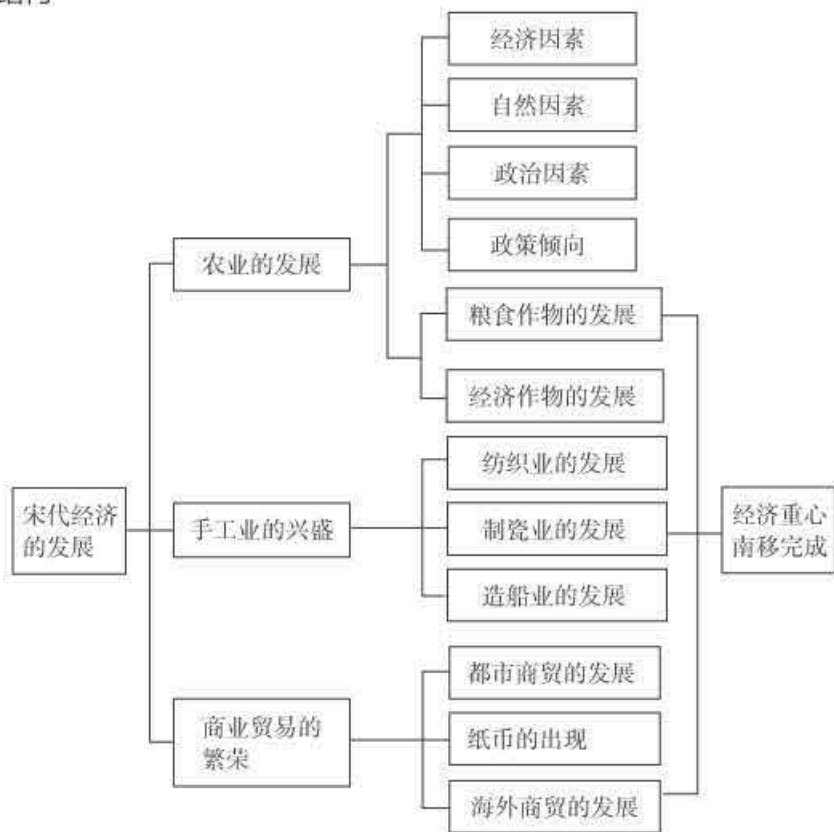 经济因素
自然因素
政治因素
政策倾向
农业的发展
粮食作物的发展
经济作物的发展
纺织业的发展
宋代经济
的发展
手工业的兴盛
制瓷业的发展
经济重心
南移完成
造船业的发展
都市商贸的发展
商业贸易的
繁荣
纸币的出现
海外商贸的发展